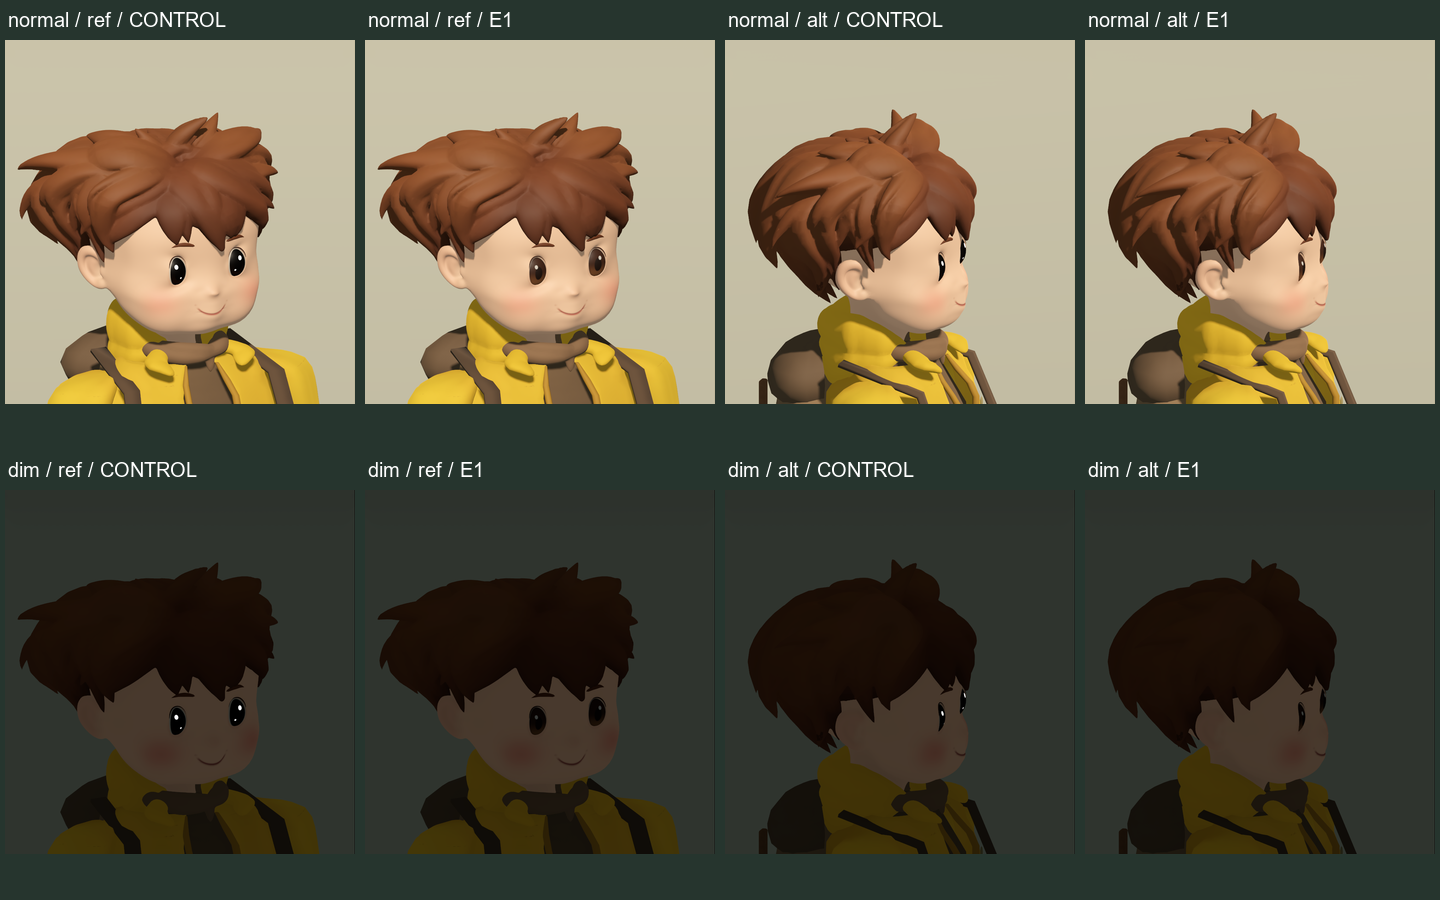 normal / ref / CONTROL
normal / ref / E1
normal / alt / CONTROL
normal / alt / E1
dim / ref / CONTROL
dim / ref / E1
dim / alt / CONTROL
dim / alt / E1